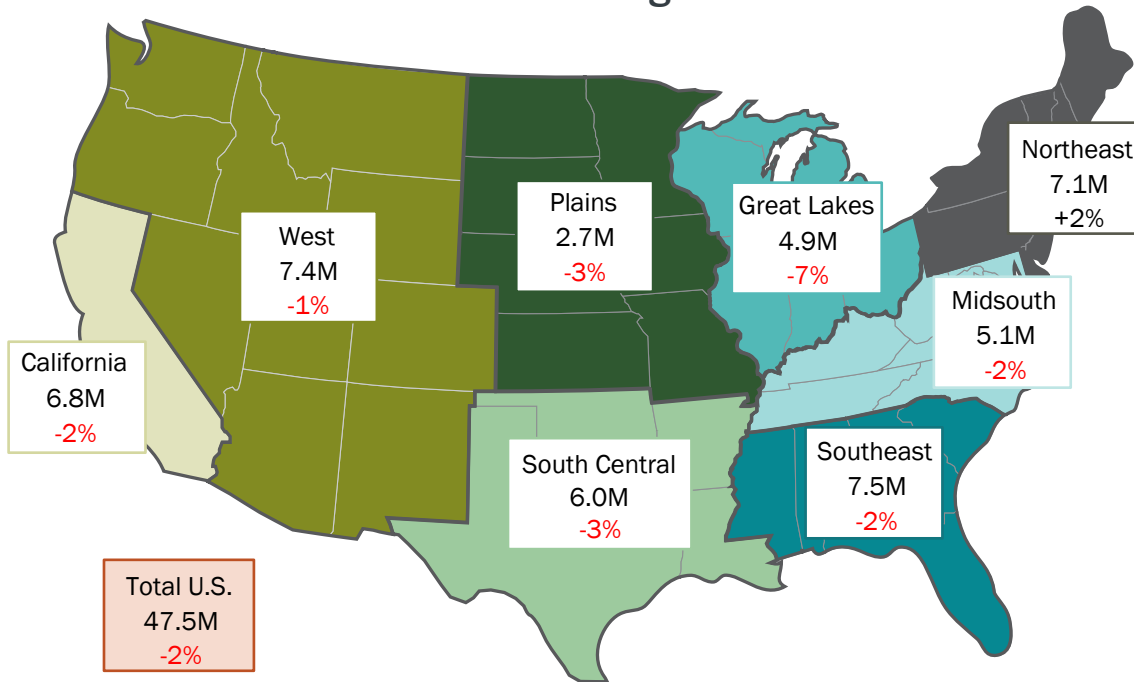 Northeast
7.1M
+2%
Plains
2.7M
-3%
Great Lakes
4.9M
-7%
West
7.4M
-1%
Midsouth
5.1M
-2%
California
6.8M
-2%
Southeast
7.5M
-2%
South Central
6.0M
-3%
Total U.S.
47.5M
-2%